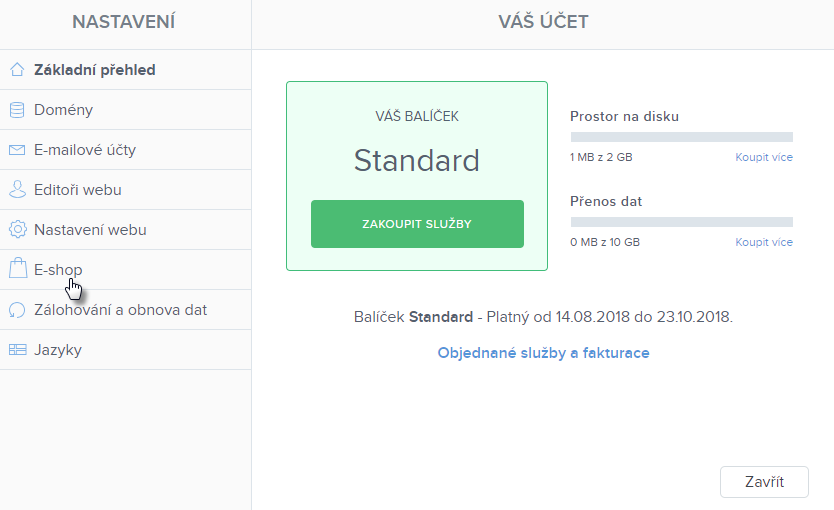 NASTAVENÍ
Základní přehled
Domény
E-mailové účty
Editoři webu
Nastavení webu
E-shop
Zálohování a obnova dat
Jazyky
VÁŠ ÚČET
VÁŠ BALÍČEK
Standard
ZAKOUPIT SLUŽBY
Prostor na disku
1 MB z 2 GB Koupit více
Přenos dat
0 MB z 10 GB Koupit více
Balíček Standard - Platný od 14.08.2018 do 23.10.2018.
Objednané služby a fakturace
Zavřít